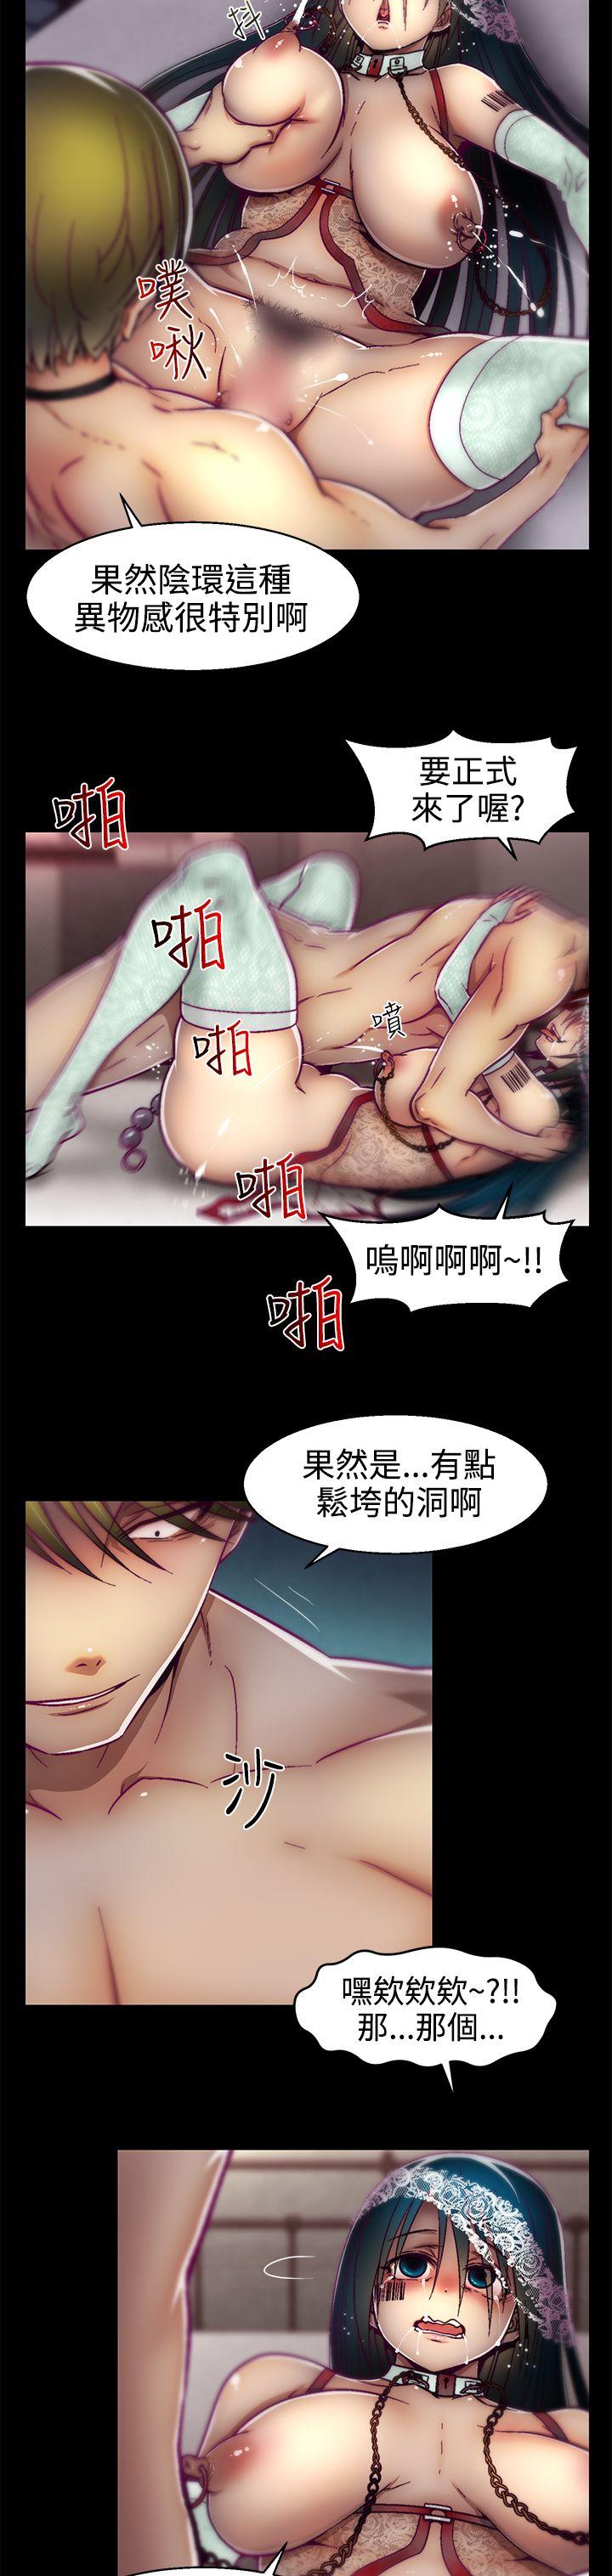 抖
噗
啾
果然陰環這種
異物感很特別啊
要正式
來了喔?
啪
啪
啪
噴
啪
嗚啊啊啊~!!
啪
果然是...有點
鬆垮的洞啊
沙
嘿欸欸欸~?!!
那...那個...